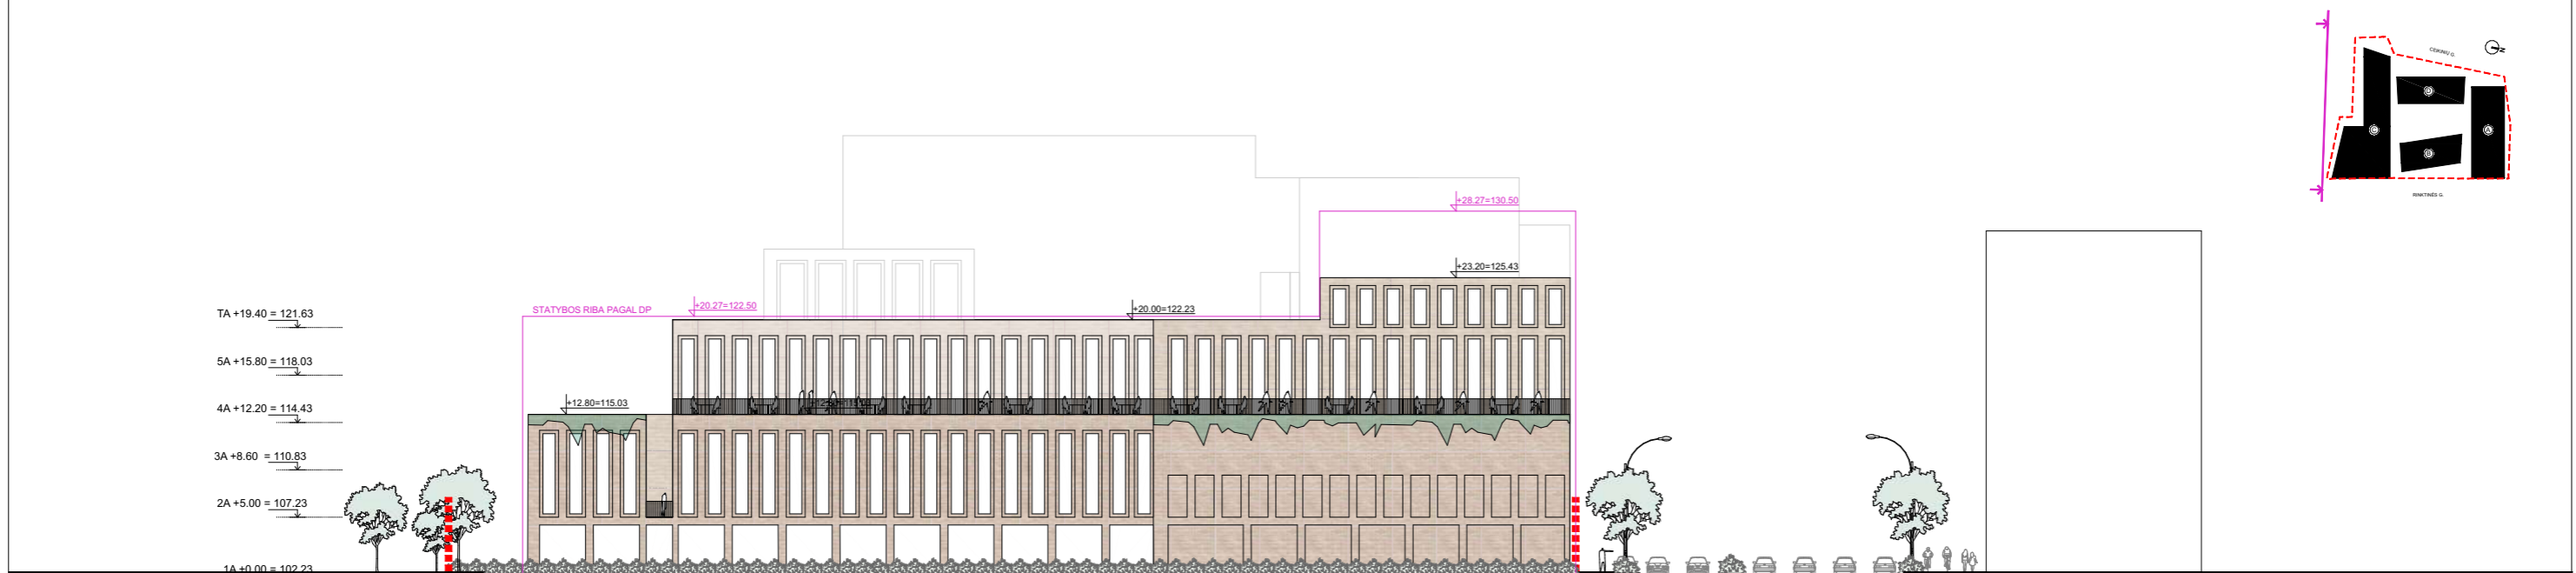 CEIKINIŲ G.
N
D
C
A
B
RINKTINĖS G.
+28.27=130.50
+23.20=125.43
STATYBOS RIBA PAGAL DP
+20.27=122.50
+20.00=122.23
TA +19.40 = 121.63
5A +15.80 = 118.03
4A +12.20 = 114.43
+12.80=115.03
3A +8.60 = 110.83
2A +5.00 = 107.23
1A +0.00 = 102.23